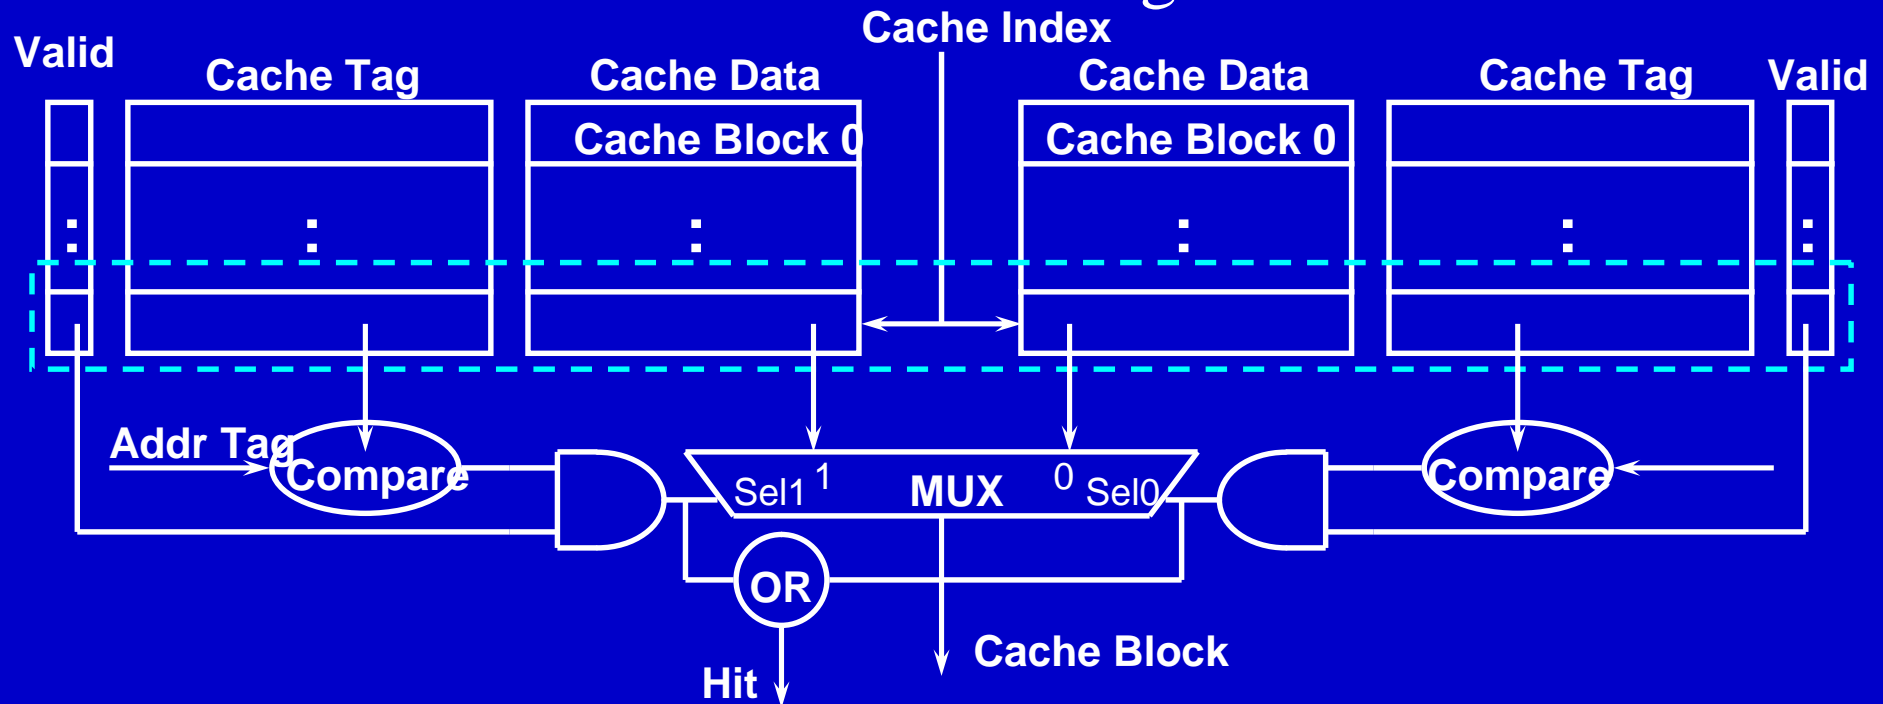 Cache Index
Valid
Cache Tag
Cache Data
Cache Data
Cache Tag
Valid
Cache Block 0
Cache Block 0
:
:
:
:
:
:
Addr Tag
Compare
Sel1
1
MUX
0
Sel0
Compare
OR
Cache Block
Hit